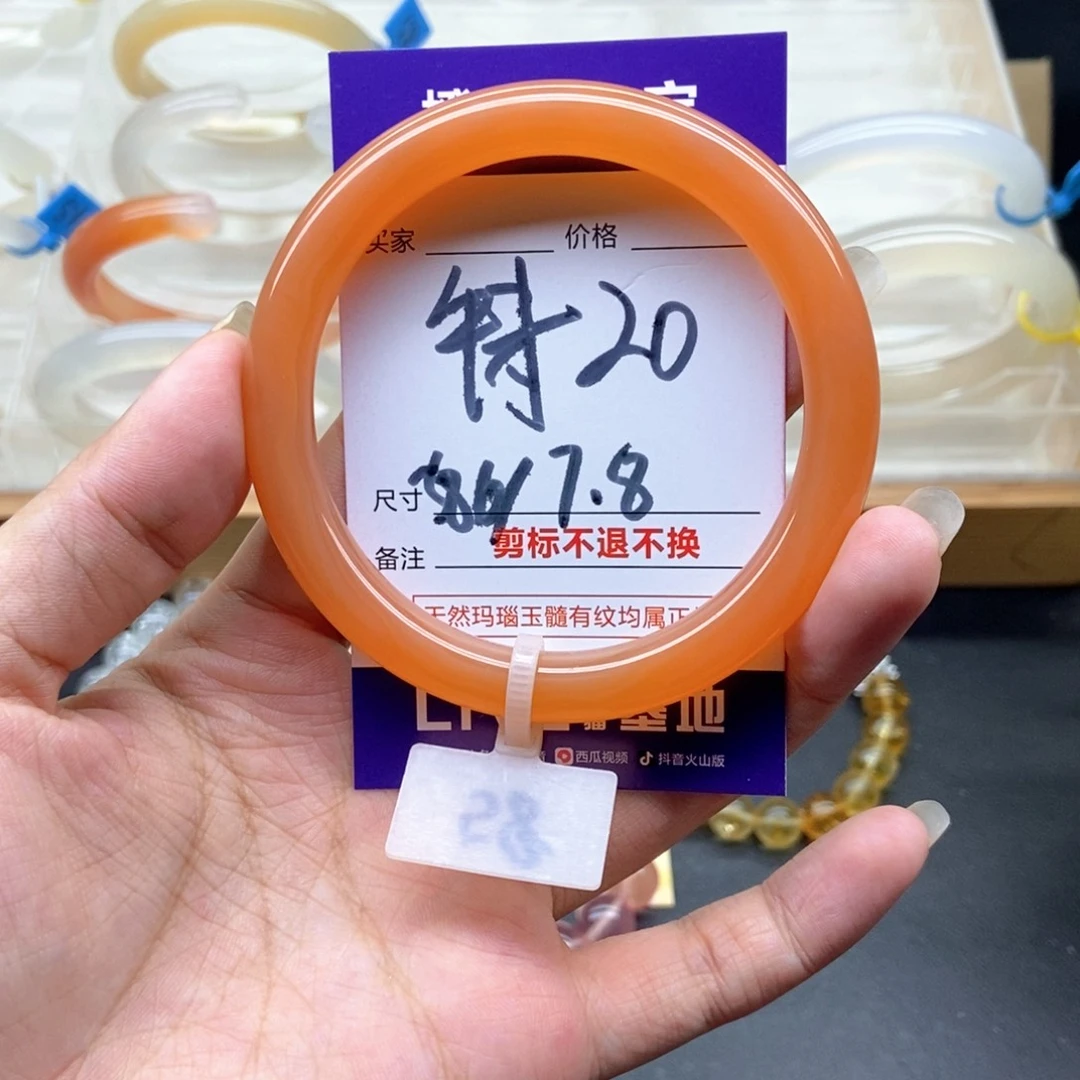 买家 价格
特20
尺寸 7.8
剪标不退不换
备注
天然玛瑙玉髓有纹均属正
基地
西瓜视频 抖音火山版